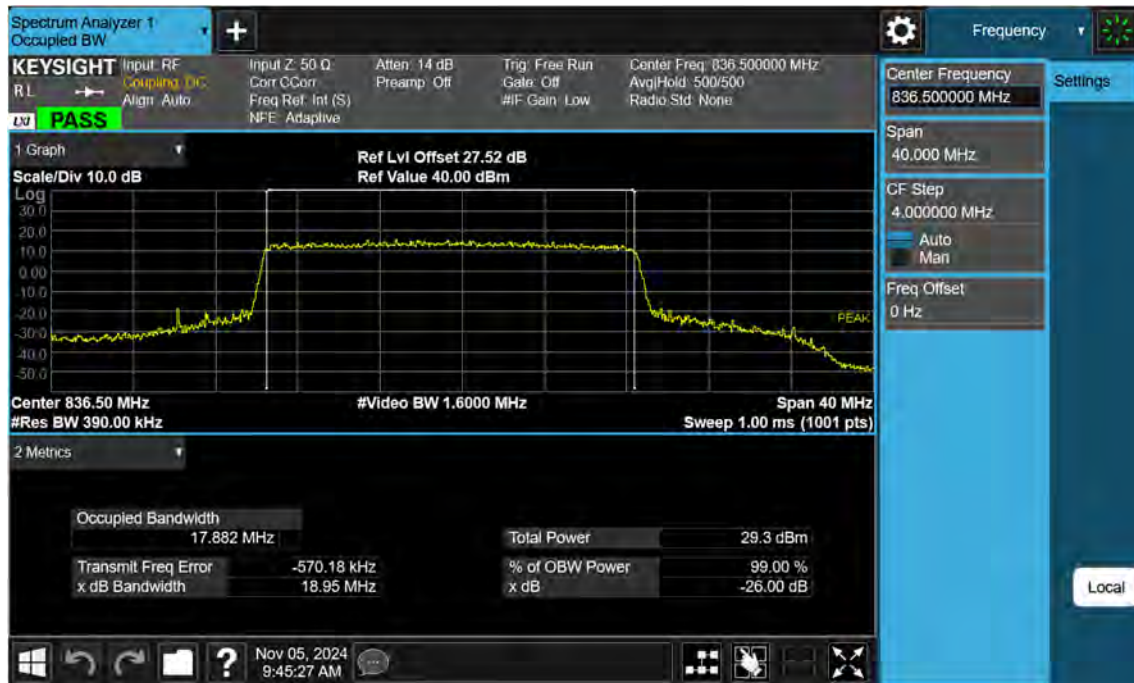 Spectrum Analyzer 1
Occupied BW
Frequency
KEYSIGHT
RL
LXI
PASS
Input: RF
Coupling: DC
Align: Auto
Input Z: 50 Ω
Corr CCorr
Freq Ref: Int (S)
NFE: Adaptive
Atten: 14 dB
Preamp: Off
Trig: Free Run
Gate: Off
#IF Gain: Low
Center Freq: 836.500000 MHz
Avg|Hold: 500/500
Radio Std: None
1 Graph
Scale/Div 10.0 dB
Ref Lvl Offset 27.52 dB
Ref Value 40.00 dBm
Log
30.0
20.0
10.0
0.00
-10.0
-20.0
-30.0
-40.0
-50.0
PEAK
Center 836.50 MHz
#Res BW 390.00 kHz
#Video BW 1.6000 MHz
Span 40 MHz
Sweep 1.00 ms (1001 pts)
2 Metrics
Occupied Bandwidth
17.882 MHz
Transmit Freq Error -570.18 kHz
x dB Bandwidth 18.95 MHz
Total Power 29.3 dBm
% of OBW Power 99.00 %
x dB -26.00 dB
Center Frequency
836.500000 MHz
Span
40.000 MHz
CF Step
4.000000 MHz
Auto
Man
Freq Offset
0 Hz
Settings
Local
?
Nov 05, 2024
9:45:27 AM